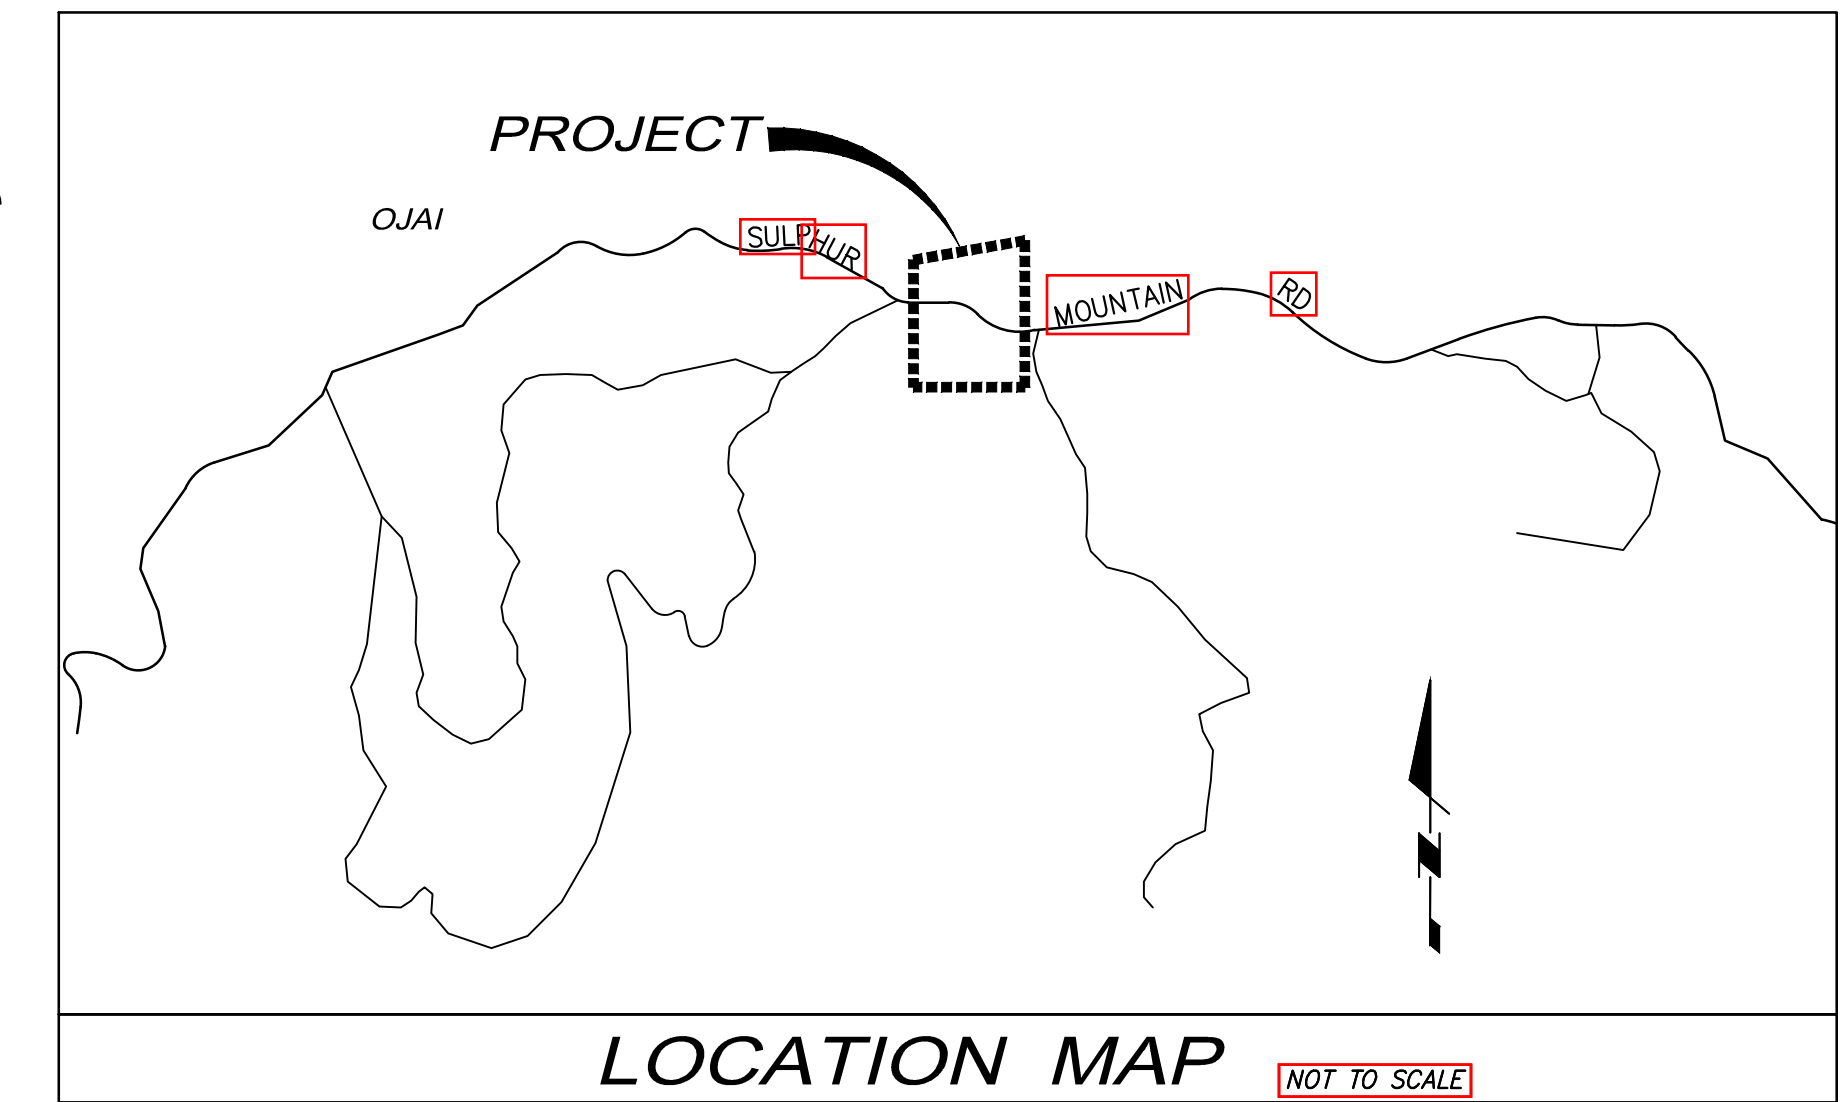 PROJECT
OJAI
SULPHUR MOUNTAIN RD
N
LOCATION MAP
NOT TO SCALE